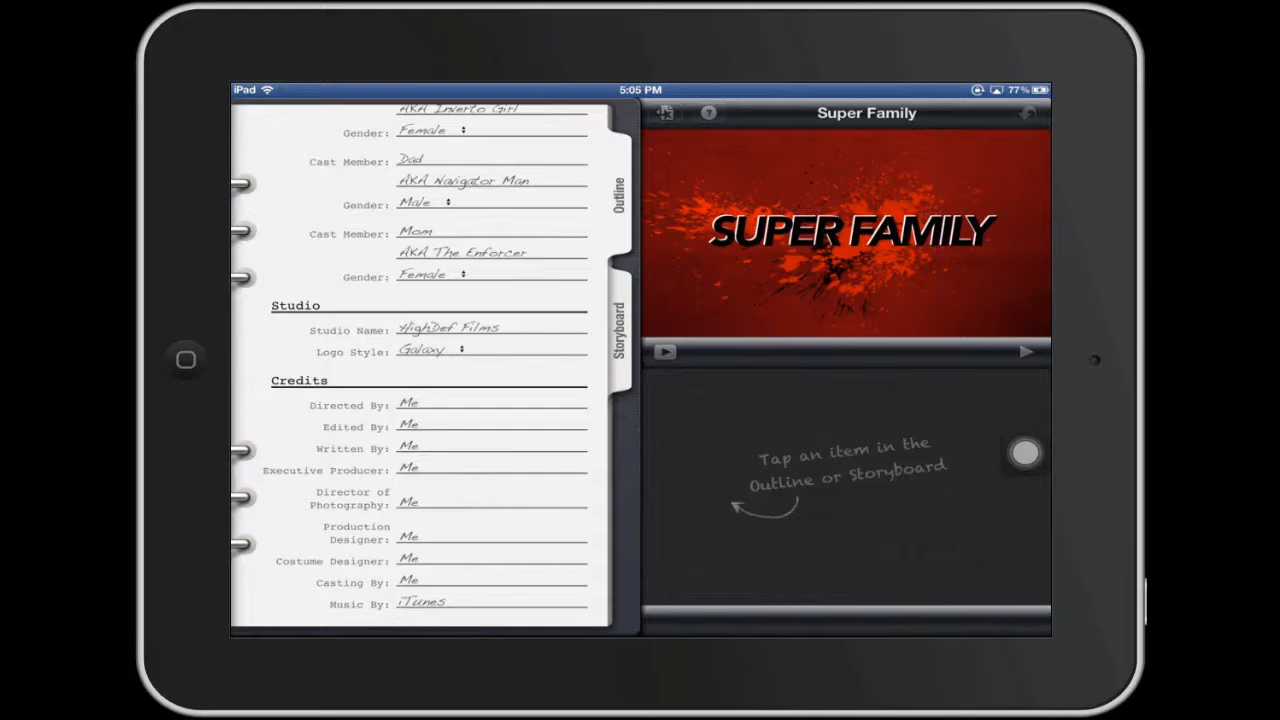 iPad
5:05 PM
77%
AKA Inverto Girl
Gender: Female
Cast Member: Dad
AKA Navigator Man
Gender: Male
Cast Member: Mom
AKA The Enforcer
Gender: Female
Studio
Studio Name: HighDef Films
Logo Style: Galaxy
Credits
Directed By: Me
Edited By: Me
Written By: Me
Executive Producer: Me
Director of
Photography: Me
Production
Designer: Me
Costume Designer: Me
Casting By: Me
Music By: iTunes
Outline
Storyboard
?
Super Family
SUPER FAMILY
Tap an item in the
Outline or Storyboard